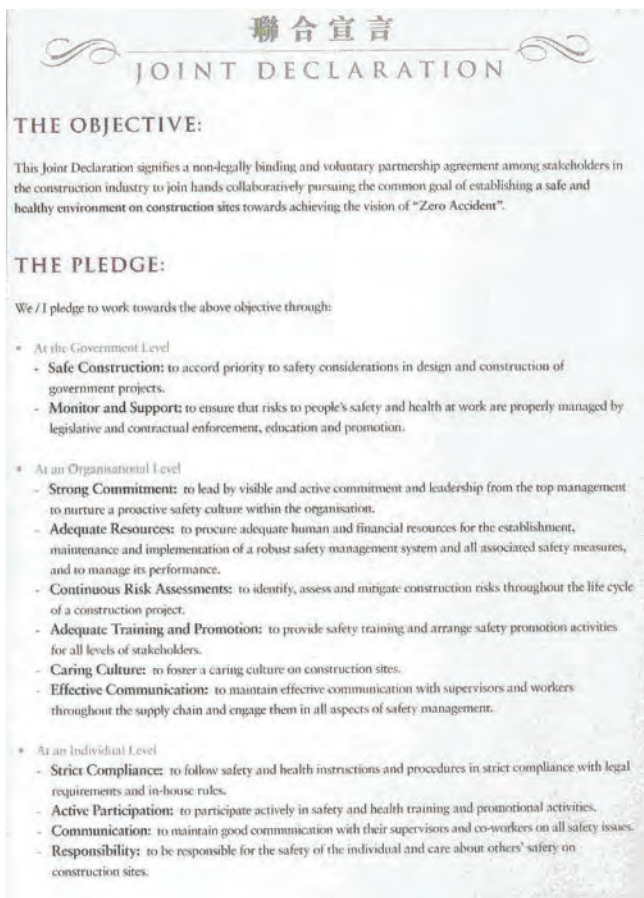 聯合宣言
JOINT DECLARATION
THE OBJECTIVE:
This Joint Declaration signifies a non-legally binding and voluntary partnership agreement among stakeholders in
the construction industry to join hands collaboratively pursuing the common goal of establishing a safe and
healthy environment on construction sites towards achieving the vision of “Zero Accident”.
THE PLEDGE:
We / I pledge to work towards the above objective through:
• At the Government Level
- Safe Construction: to accord priority to safety considerations in design and construction of
government projects.
- Monitor and Support: to ensure that risks to people's safety and health at work are properly managed by
legislative and contractual enforcement, education and promotion.
• At an Organisational Level
- Strong Commitment: to lead by visible and active commitment and leadership from the top management
to nurture a proactive safety culture within the organisation.
- Adequate Resources: to procure adequate human and financial resources for the establishment,
maintenance and implementation of a robust safety management system and all associated safety measures,
and to manage its performance.
- Continuous Risk Assessments: to identify, assess and mitigate construction risks throughout the life cycle
of a construction project.
- Adequate Training and Promotion: to provide safety training and arrange safety promotion activities
for all levels of stakeholders.
- Caring Culture: to foster a caring culture on construction sites.
- Effective Communication: to maintain effective communication with supervisors and workers
throughout the supply chain and engage them in all aspects of safety management.
• At an Individual Level
- Strict Compliance: to follow safety and health instructions and procedures in strict compliance with legal
requirements and in-house rules.
- Active Participation: to participate actively in safety and health training and promotional activities.
- Communication: to maintain good communication with their supervisors and co-workers on all safety issues.
- Responsibility: to be responsible for the safety of the individual and care about others' safety on
construction sites.